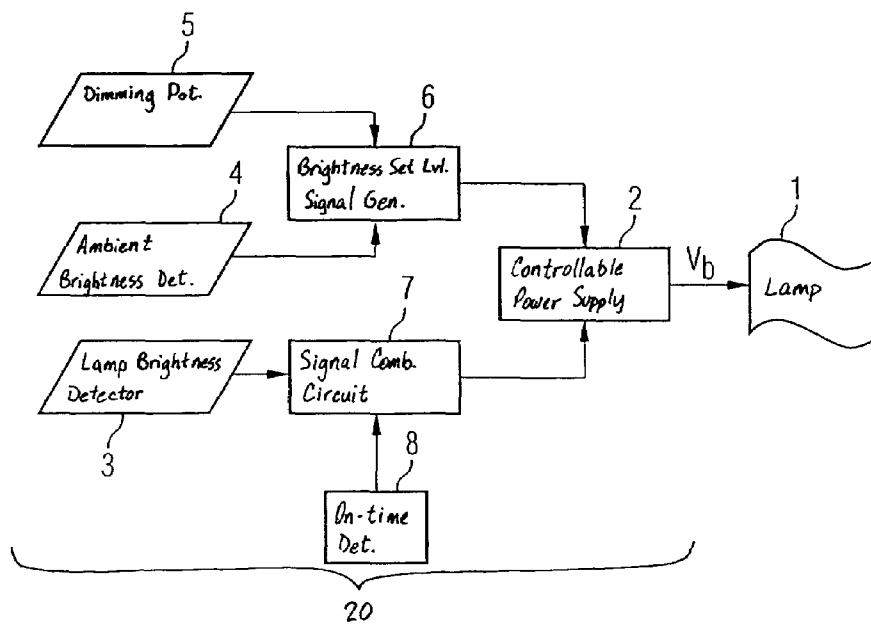 5
Dimming Pot.
6
Brightness Set Lvl.
Signal Gen.
4
Ambient
Brightness Det.
2
Controllable
Power Supply
Vb
1
Lamp
7
Lamp Brightness
Detector
3
Signal Comb.
Circuit
8
On-time
Det.
20